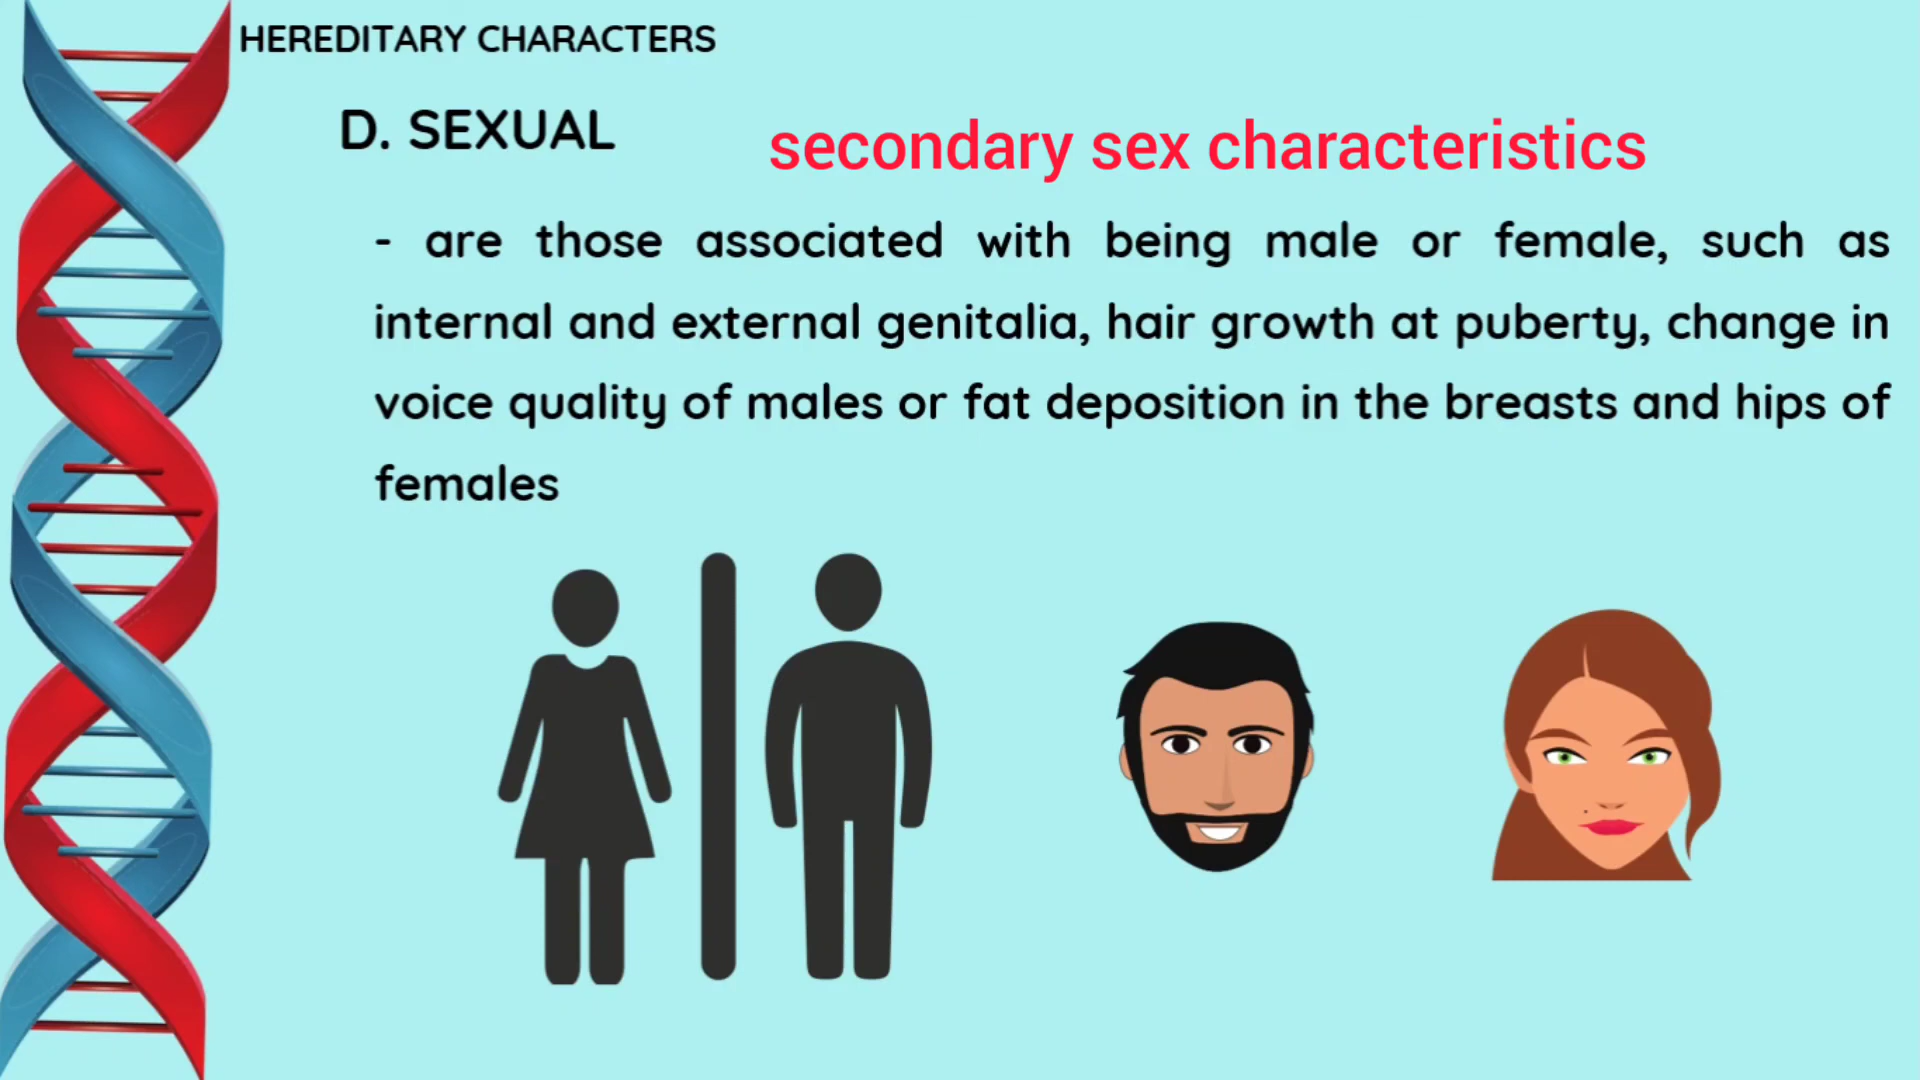 HEREDITARY CHARACTERS
D. SEXUAL
secondary sex characteristics
- are those associated with being male or female, such as
internal and external genitalia, hair growth at puberty, change in
voice quality of males or fat deposition in the breasts and hips of
females